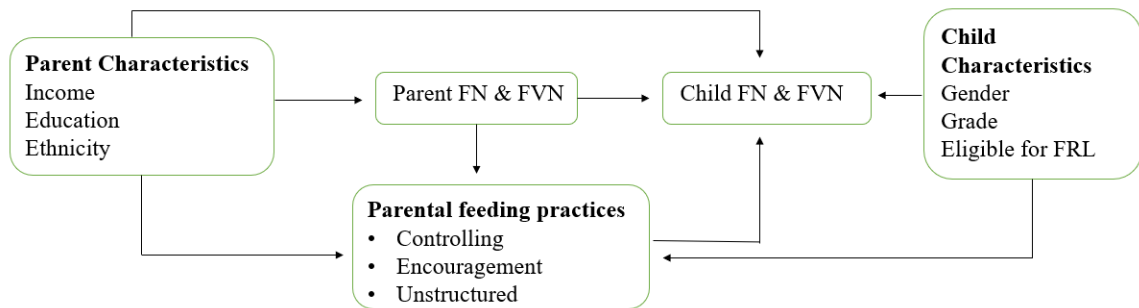 Parent Characteristics
Income
Education
Ethnicity
Parent FN & FVN
Child FN & FVN
Child
Characteristics
Gender
Grade
Eligible for FRL
Parental feeding practices
• Controlling
• Encouragement
• Unstructured